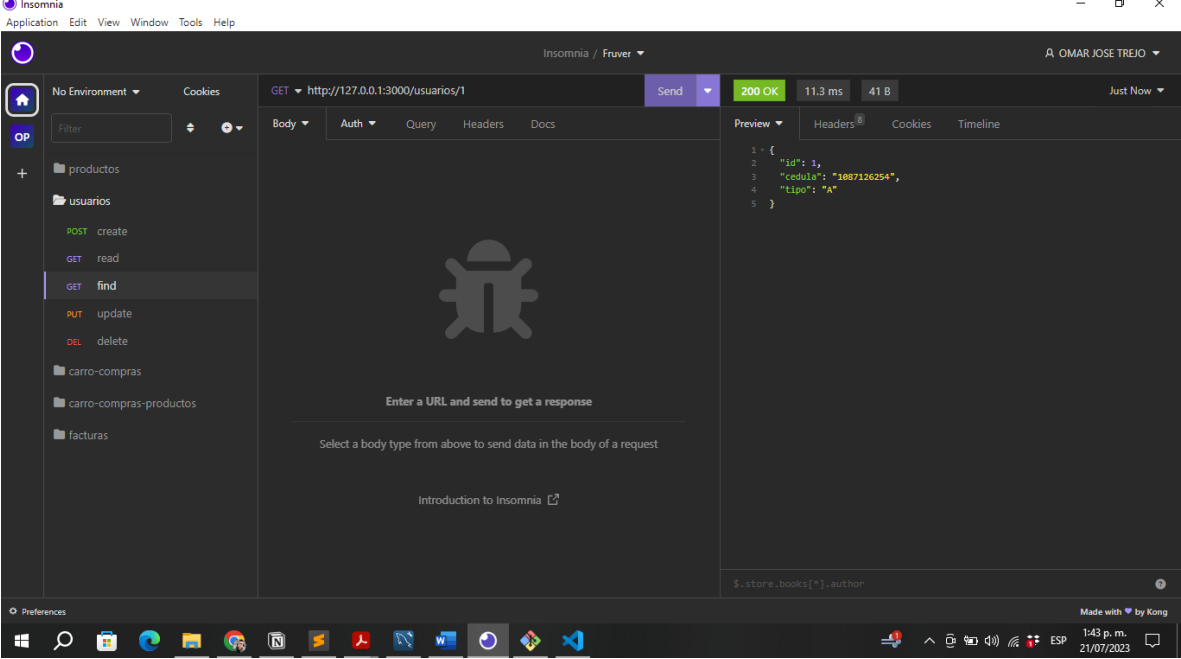 Insomnia
Application Edit View Window Tools Help
Insomnia / Fruver
OMAR JOSE TREJO
No Environment
Cookies
GET http://127.0.0.1:3000/usuarios/1
Send
200 OK
11.3 ms
41 B
Just Now
Filter
OP
Body
Auth
Query
Headers
Docs
Preview
Headers 8
Cookies
Timeline
productos
usuarios
POST create
GET read
GET find
PUT update
DEL delete
carro-compras
carro-compras-productos
facturas
Enter a URL and send to get a response
Select a body type from above to send data in the body of a request
Introduction to Insomnia
1 {
2 "id": 1,
3 "cedula": "1087126254",
4 "tipo": "A"
5 }
$.store.books[*].author
Preferences
Made with ♥ by Kong
ESP
1:43 p. m.
21/07/2023